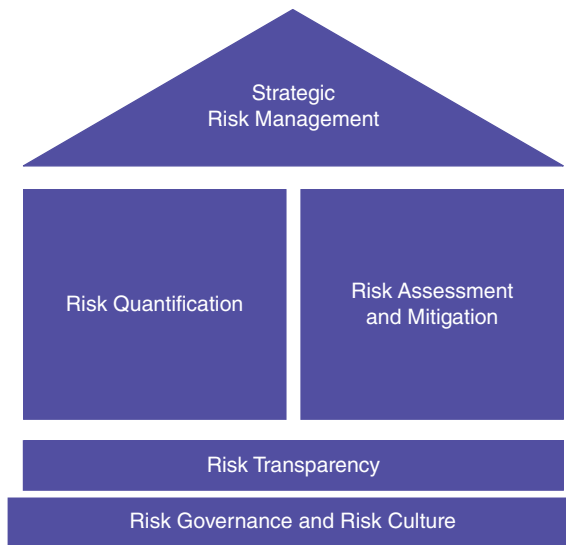 Strategic
Risk Management
Risk Quantification
Risk Assessment
and Mitigation
Risk Transparency
Risk Governance and Risk Culture